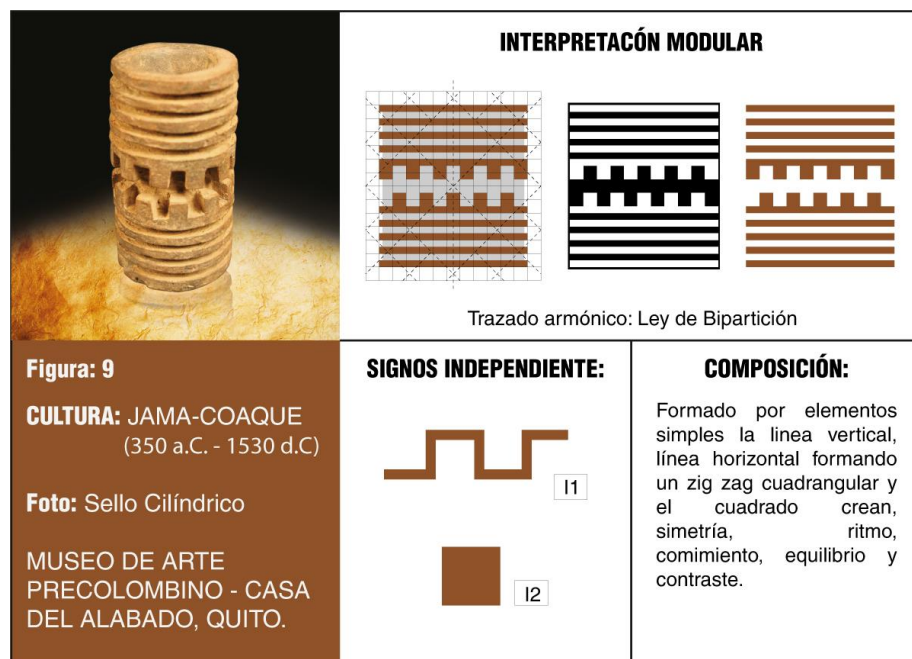 INTERPRETACÓN MODULAR
Trazado armónico: Ley de Bipartición
Figura: 9
CULTURA: JAMA-COAQUE
(350 a.C. - 1530 d.C)
Foto: Sello Cilíndrico
MUSEO DE ARTE
PRECOLOMBINO - CASA
DEL ALABADO, QUITO.
SIGNOS INDEPENDIENTE:
I1
I2
COMPOSICIÓN:
Formado por elementos
simples la linea vertical,
línea horizontal formando
un zig zag cuadrangular y
el cuadrado crean,
simetría, ritmo,
comimiento, equilibrio y
contraste.